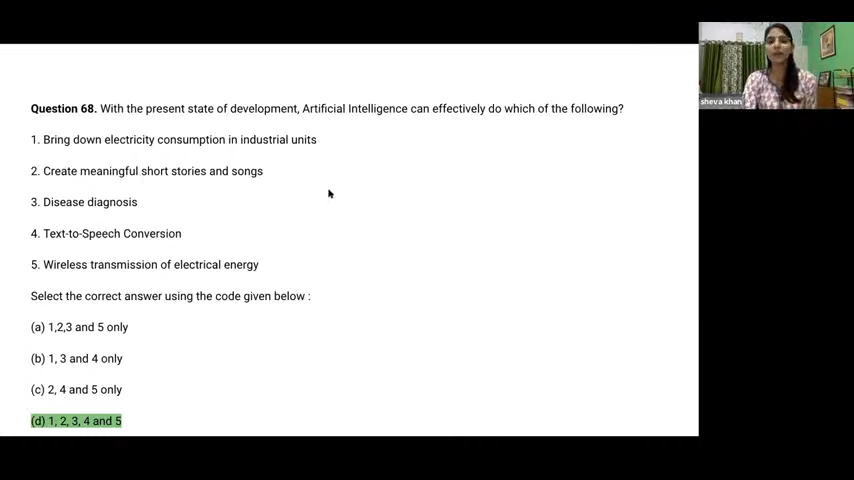 Question 68. With the present state of development, Artificial Intelligence can effectively do which of the following?
1. Bring down electricity consumption in industrial units
2. Create meaningful short stories and songs
3. Disease diagnosis
4. Text-to-Speech Conversion
5. Wireless transmission of electrical energy
Select the correct answer using the code given below :
(a) 1,2,3 and 5 only
(b) 1, 3 and 4 only
(c) 2, 4 and 5 only
(d) 1, 2, 3, 4 and 5
sheva khan